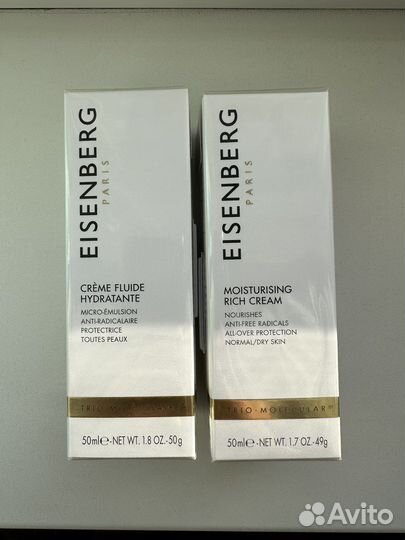 EISENBERG
PARIS
CRÈME FLUIDE
HYDRATANTE
MICRO-ÉMULSION
ANTI-RADICALAIRE
PROTECTRICE
TOUTES PEAUX
TRIO-MOLECULAR
50ml℮-NET WT. 1.8 OZ.-50g
EISENBERG
PARIS
MOISTURISING
RICH CREAM
NOURISHES
ANTI-FREE RADICALS
ALL-OVER PROTECTION
NORMAL/DRY SKIN
TRIO-MOLECULAR
50ml℮-NET WT. 1.7 OZ.-49g
Avito